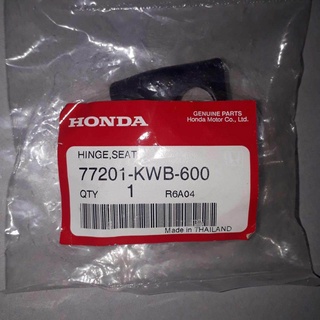 HONDA
GENUINE PARTS
Honda Motor Co., Ltd.
HINGE,SEAT
77201-KWB-600
QTY 1 R6A04
Made in THAILAND